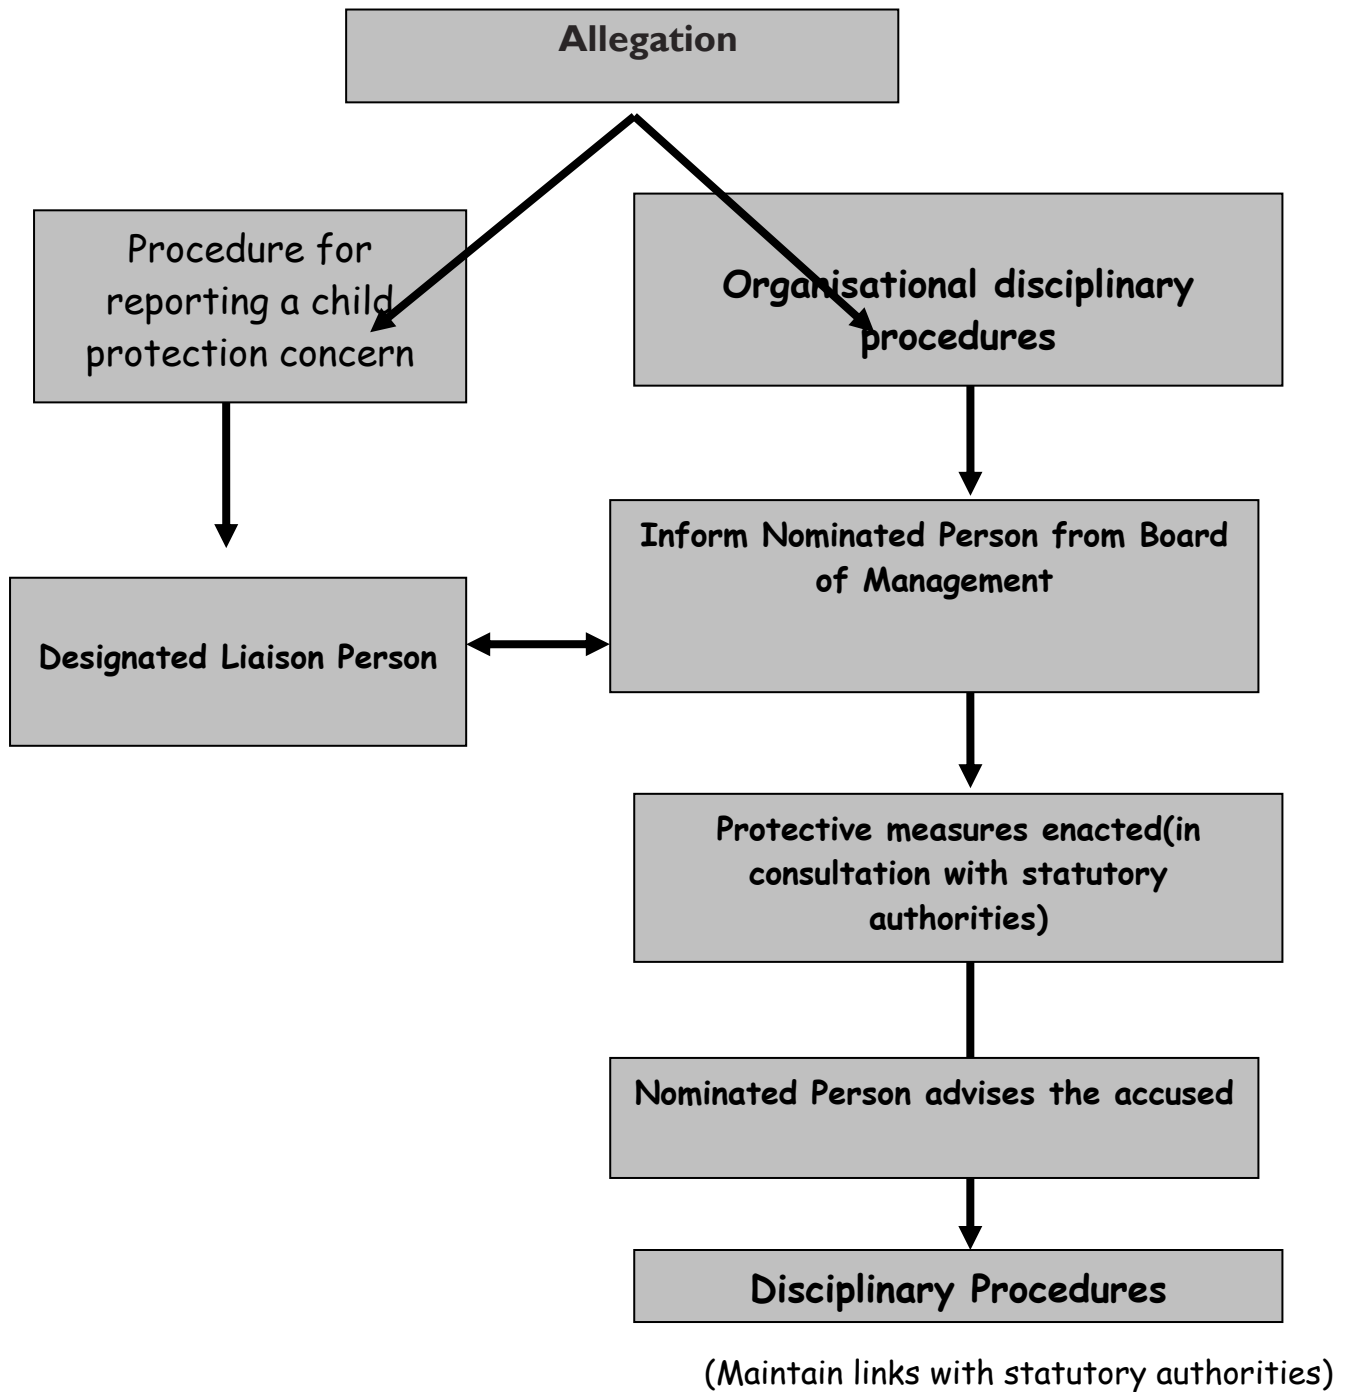 Allegation
Procedure for
reporting a child
protection concern
Organisational disciplinary
procedures
Inform Nominated Person from Board
of Management
Designated Liaison Person
Protective measures enacted(in
consultation with statutory
authorities)
Nominated Person advises the accused
Disciplinary Procedures
(Maintain links with statutory authorities)